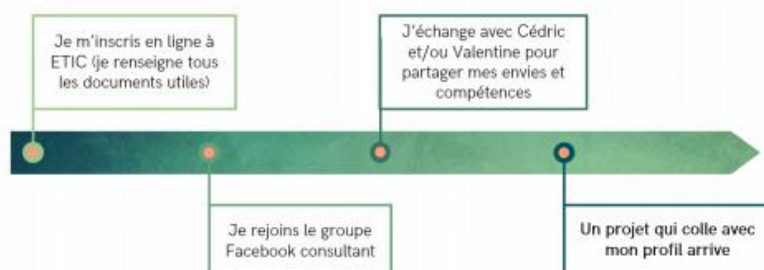 Je m'inscris en ligne à
ETIC (je renseigne tous
les documents utiles)
Je rejoins le groupe
Facebook consultant
J'échange avec Cédric
et/ou Valentine pour
partager mes envies et
compétences
Un projet qui colle avec
mon profil arrive